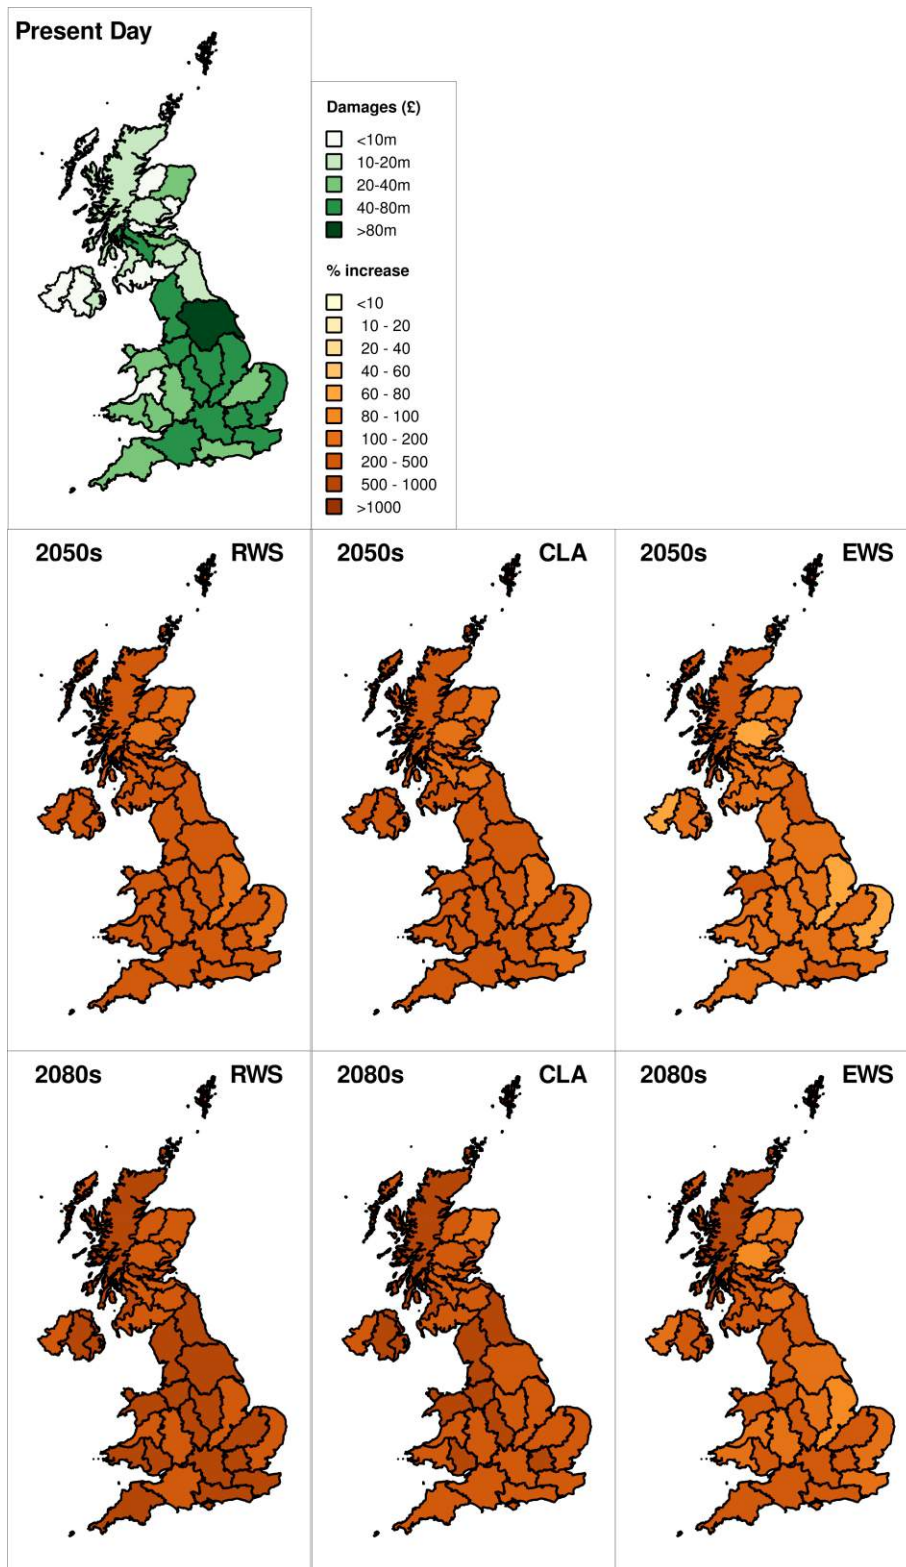 Present Day
Damages (£)
<10m
10-20m
20-40m
40-80m
>80m
% increase
<10
10 - 20
20 - 40
40 - 60
60 - 80
80 - 100
100 - 200
200 - 500
500 - 1000
>1000
2050s RWS
2050s CLA
2050s EWS
2080s RWS
2080s CLA
2080s EWS